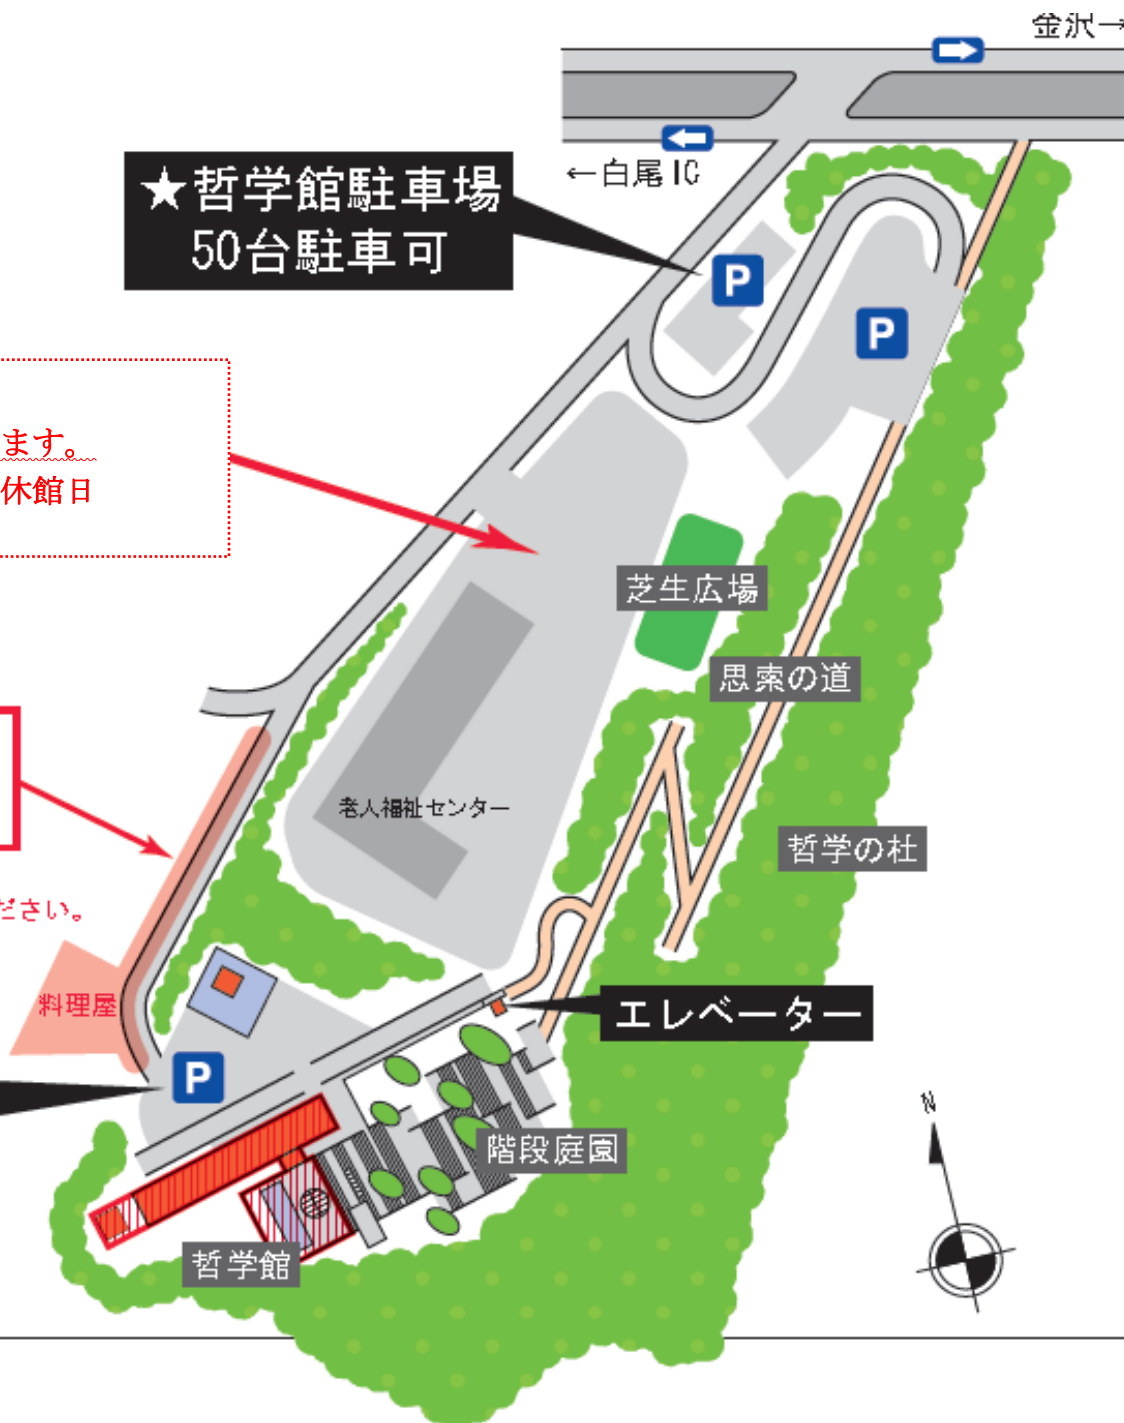 金沢→
←白尾IC
★哲学館駐車場
50台駐車可
P
P
ます。
休館日
芝生広場
思索の道
老人福祉センター
哲学の杜
ださい。
料理屋
エレベーター
P
階段庭園
哲学館
N